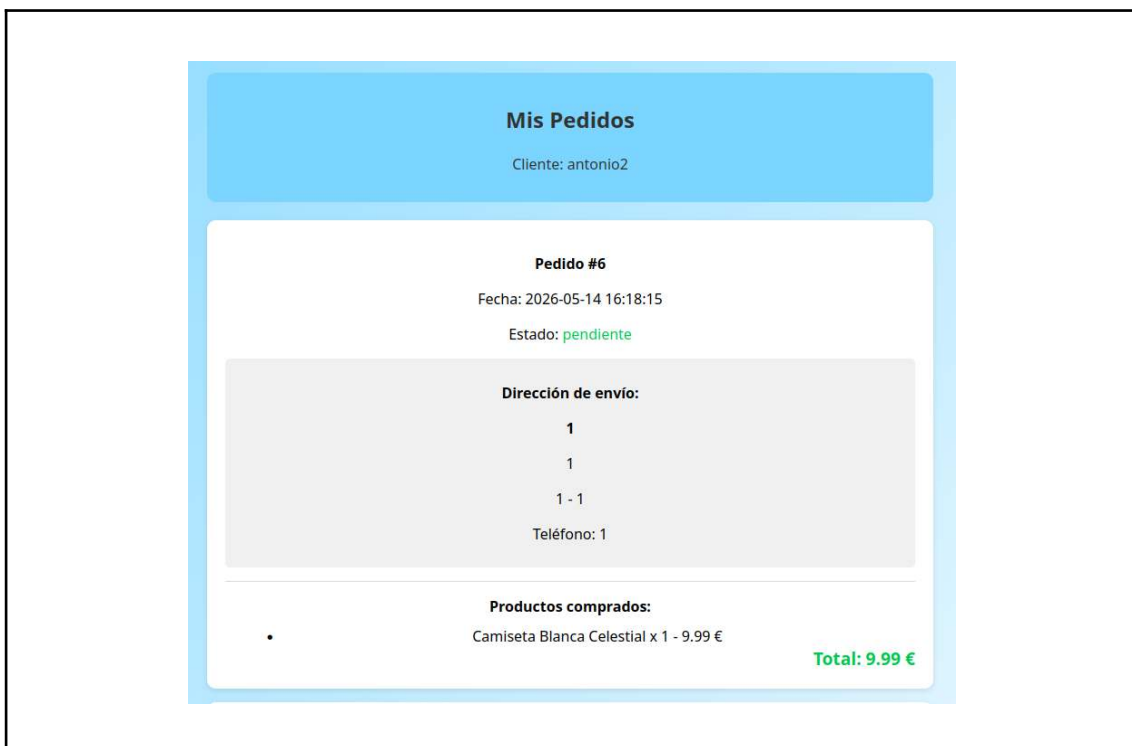 Mis Pedidos
Cliente: antonio2
Pedido #6
Fecha: 2026-05-14 16:18:15
Estado: pendiente
Dirección de envío:
1
1
1 - 1
Teléfono: 1
Productos comprados:
• Camiseta Blanca Celestial x 1 - 9.99 €
Total: 9.99 €